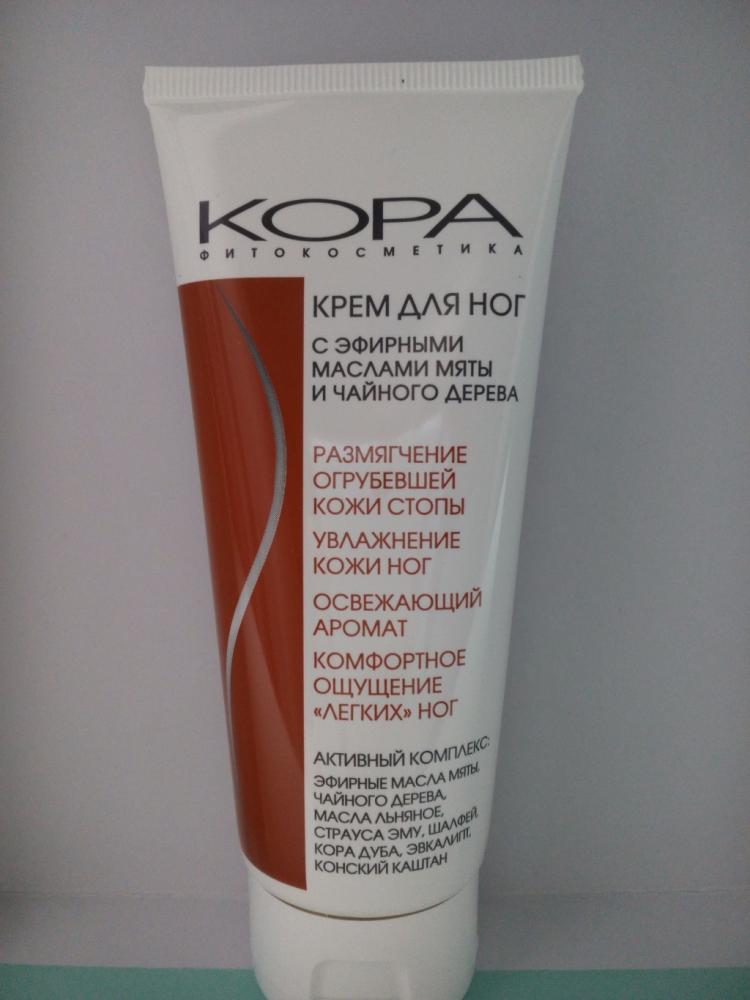 КОРА
ФИТОКОСМЕТИКА
КРЕМ ДЛЯ НОГ
С ЭФИРНЫМИ
МАСЛАМИ МЯТЫ
И ЧАЙНОГО ДЕРЕВА
РАЗМЯГЧЕНИЕ
ОГРУБЕВШЕЙ
КОЖИ СТОПЫ
УВЛАЖНЕНИЕ
КОЖИ НОГ
ОСВЕЖАЮЩИЙ
АРОМАТ
КОМФОРТНОЕ
ОЩУЩЕНИЕ
«ЛЕГКИХ» НОГ
АКТИВНЫЙ КОМПЛЕКС:
ЭФИРНЫЕ МАСЛА МЯТЫ,
ЧАЙНОГО ДЕРЕВА,
МАСЛА ЛЬНЯНОЕ,
СТРАУСА ЭМУ, ШАЛФЕЙ,
КОРА ДУБА, ЭВКАЛИПТ,
КОНСКИЙ КАШТАН